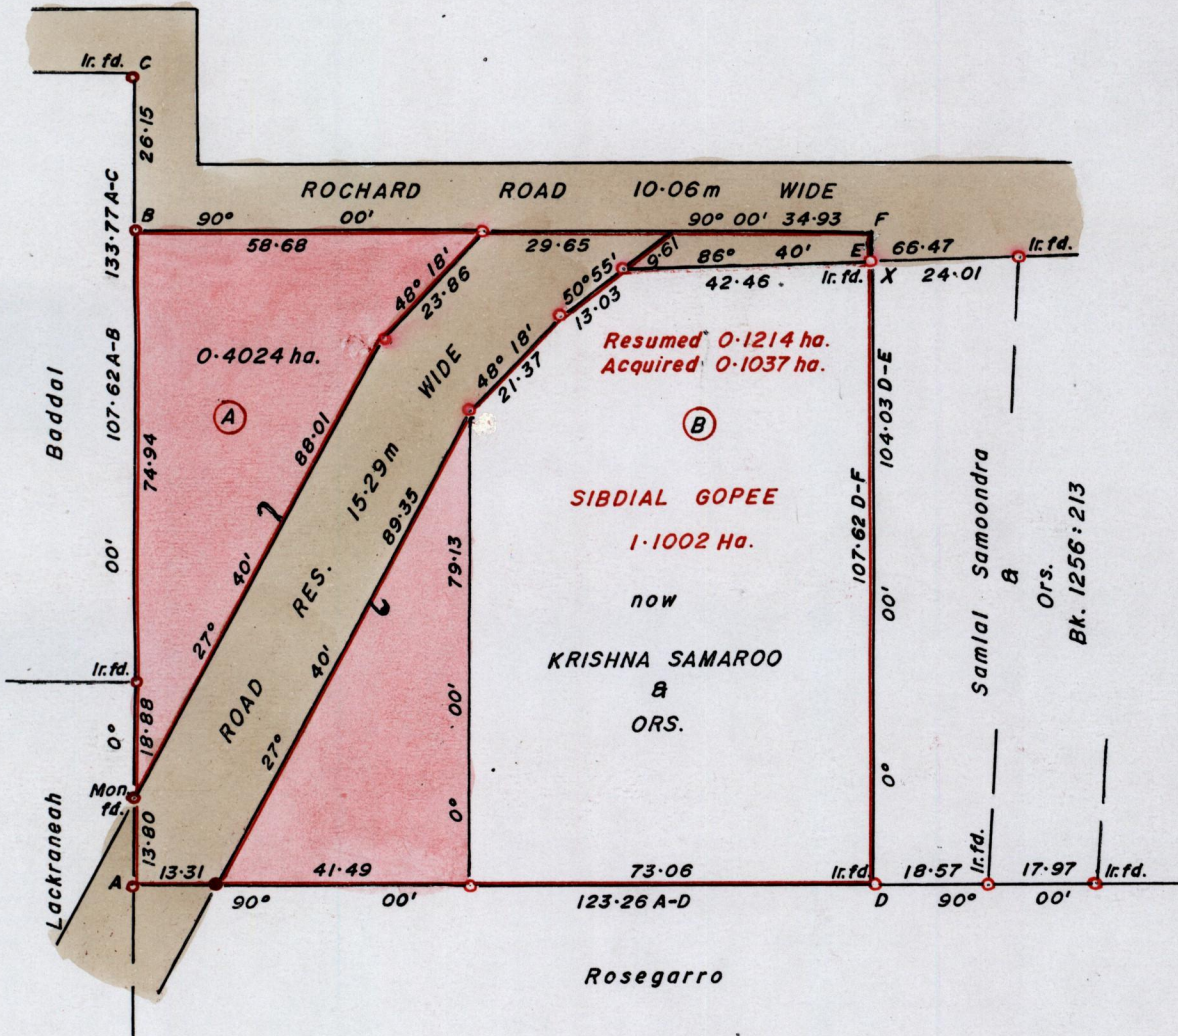 Ir. fd. C
26·15
133·77 A-C
ROCHARD ROAD 10·06m WIDE
B 90° 00'
58·68
29·65
90° 00' 34·93 F
9·61
86° 40' E
42·46
Ir. fd. X
66·47
24·01
Ir. fd.
48° 18'
23·86
50° 55'
13·03
48° 18'
21·37
0·4024 ha.
A
Resumed 0·1214 ha.
Acquired 0·1037 ha.
B
SIBDIAL GOPEE
1·1002 Ha.
now
KRISHNA SAMAROO
&
ORS.
Baddal
107·62 A-B
74·94
0° 00'
88·01
27° 40'
ROAD RES. 15·29m WIDE
89·35
27° 40'
79·13
0° 00'
107·62 D-F
104·03 D-E
0° 00'
Samlal Samoondra
&
Ors.
Bk. 1256:213
Ir. fd.
18·88
Mon.
fd.
13·80
Lackraneah
A
13·31
41·49
90° 00'
73·06
123·26 A-D
Ir. fd.
D
18·57
Ir. fd.
17·97
Ir. fd.
90° 00'
Rosegarro